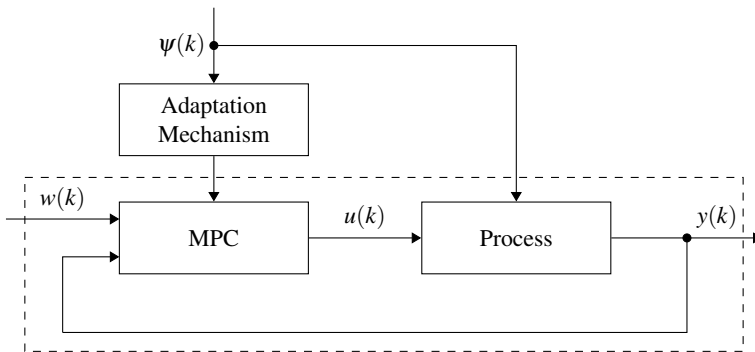 ψ(k)
Adaptation
Mechanism
w(k)
MPC
u(k)
Process
y(k)